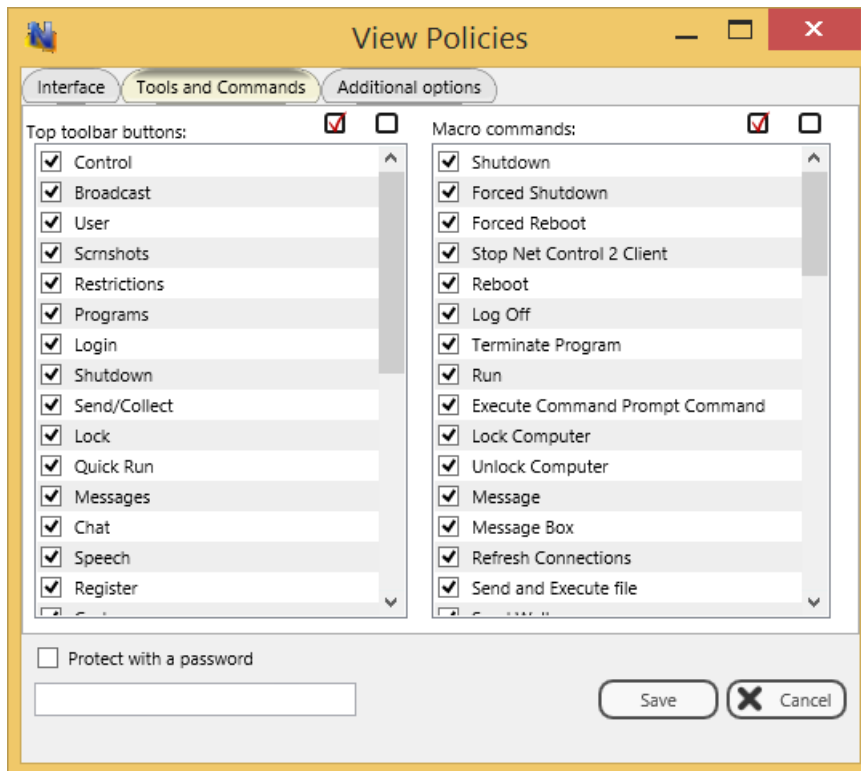 View Policies
Interface
Tools and Commands
Additional options
Top toolbar buttons:
Control
Broadcast
User
Scrnshots
Restrictions
Programs
Login
Shutdown
Send/Collect
Lock
Quick Run
Messages
Chat
Speech
Register
Macro commands:
Shutdown
Forced Shutdown
Forced Reboot
Stop Net Control 2 Client
Reboot
Log Off
Terminate Program
Run
Execute Command Prompt Command
Lock Computer
Unlock Computer
Message
Message Box
Refresh Connections
Send and Execute file
Protect with a password
Save
Cancel